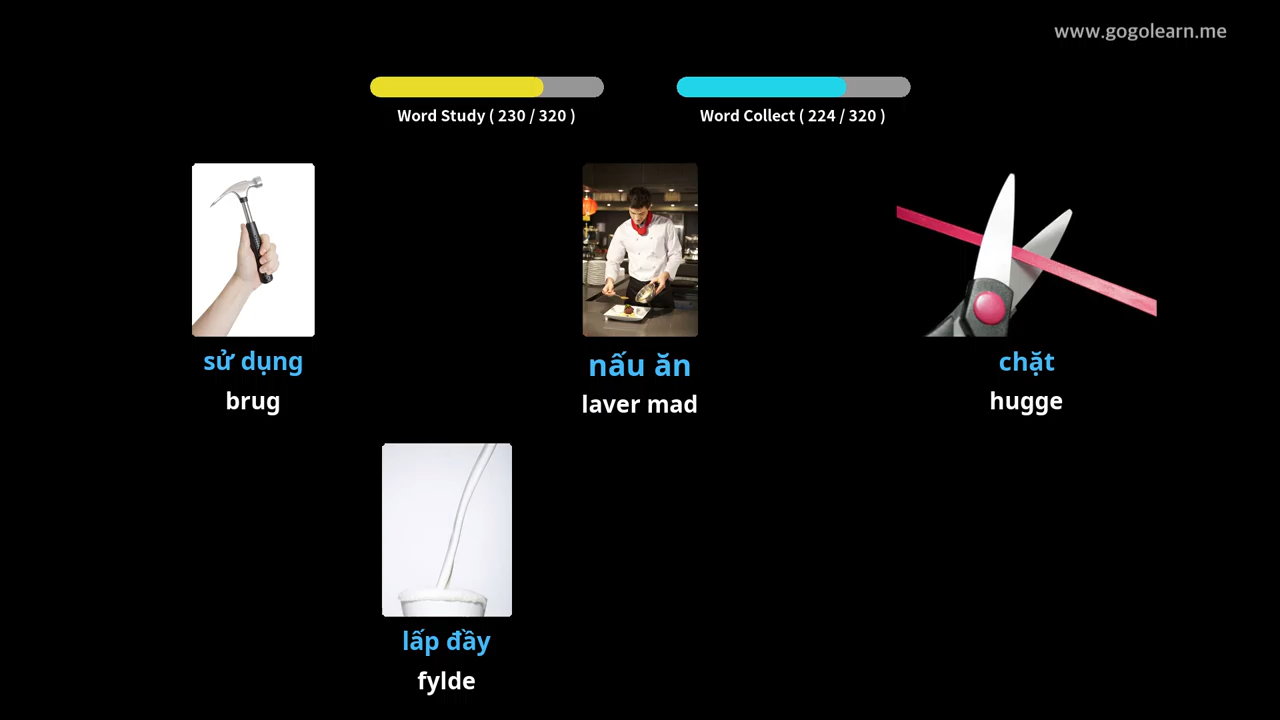 www.gogolearn.me
Word Study ( 230 / 320 )
Word Collect ( 224 / 320 )
sử dụng
brug
nấu ăn
laver mad
chặt
hugge
lấp đầy
fylde